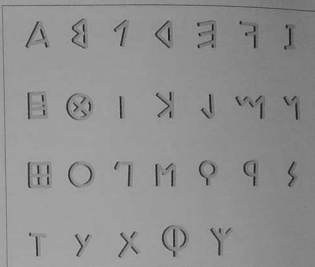 𐌀 𐌁 𐌂 𐌃 𐌄 𐌅 𐌆
𐌇 𐌈 𐌉 𐌊 𐌋 𐌌 𐌍
𐌎 𐌏 𐌐 𐌑 𐌒 𐌓 𐌔
𐌕 𐌖 𐌗 𐌘 𐌙